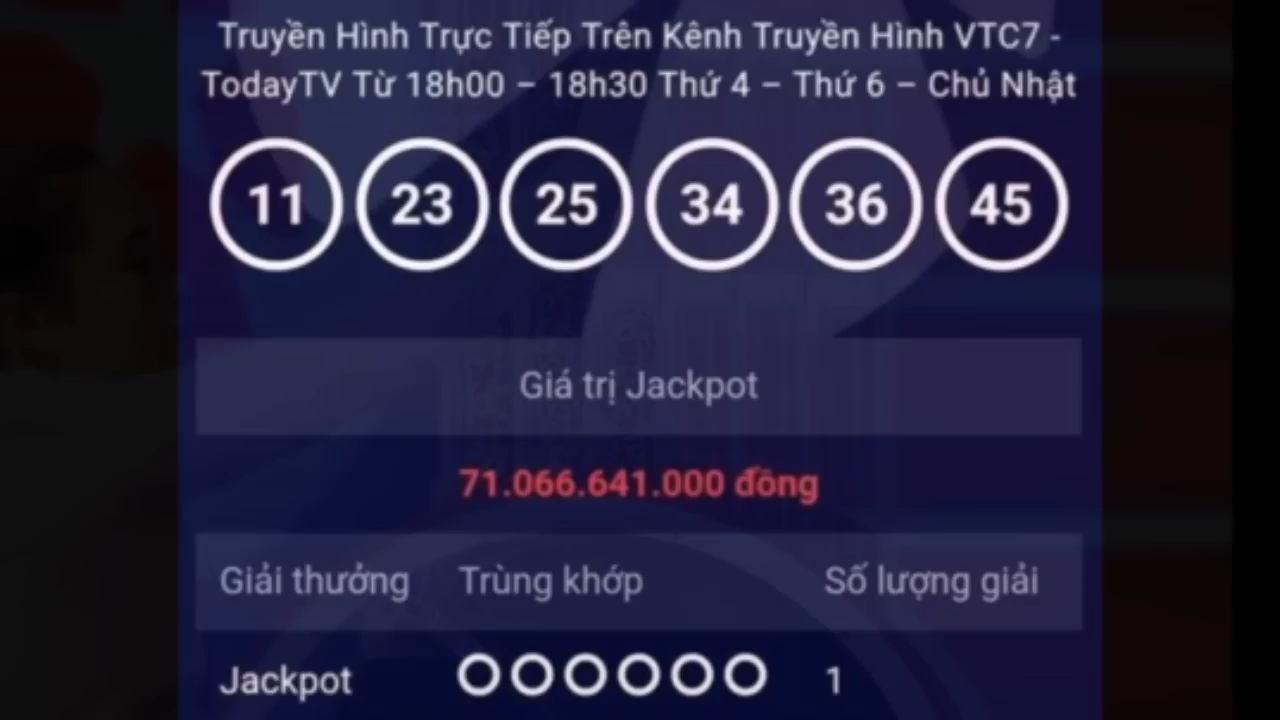 Truyền Hình Trực Tiếp Trên Kênh Truyền Hình VTC7 -
TodayTV Từ 18h00 – 18h30 Thứ 4 – Thứ 6 – Chủ Nhật
11 23 25 34 36 45
Giá trị Jackpot
71.066.641.000 đồng
Giải thưởng Trùng khớp Số lượng giải
Jackpot 1